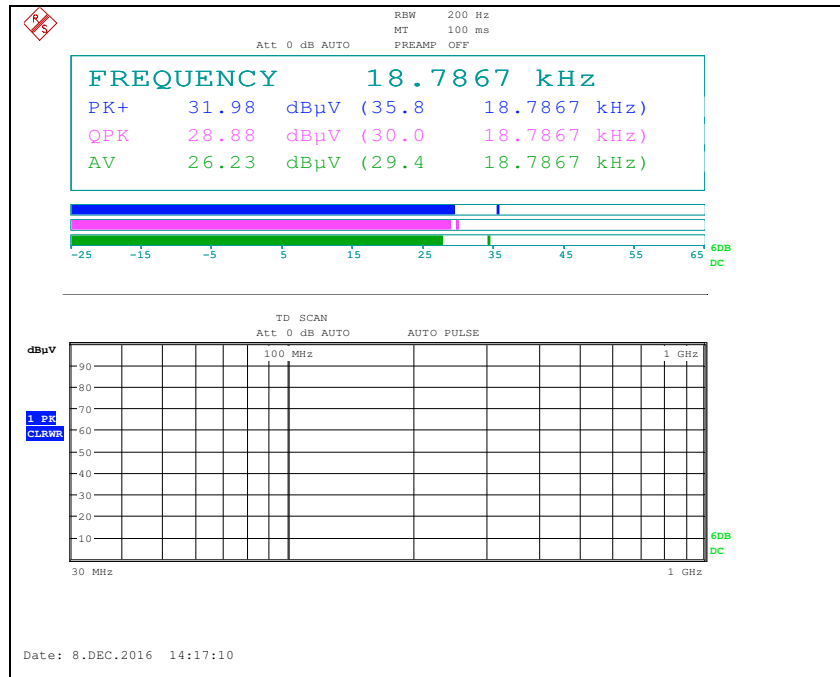 R S
RBW 200 Hz
MT 100 ms
Att 0 dB AUTO PREAMP OFF
FREQUENCY 18.7867 kHz
PK+ 31.98 dBµV (35.8 18.7867 kHz)
QPK 28.88 dBµV (30.0 18.7867 kHz)
AV 26.23 dBµV (29.4 18.7867 kHz)
-25 -15 -5 5 15 25 35 45 55 65
6DB
DC
TD SCAN
Att 0 dB AUTO AUTO PULSE
dBµV
100 MHz 1 GHz
90
80
70
1 PK
CLRWR
60
50
40
30
20
10
6DB
DC
30 MHz 1 GHz
Date: 8.DEC.2016 14:17:10